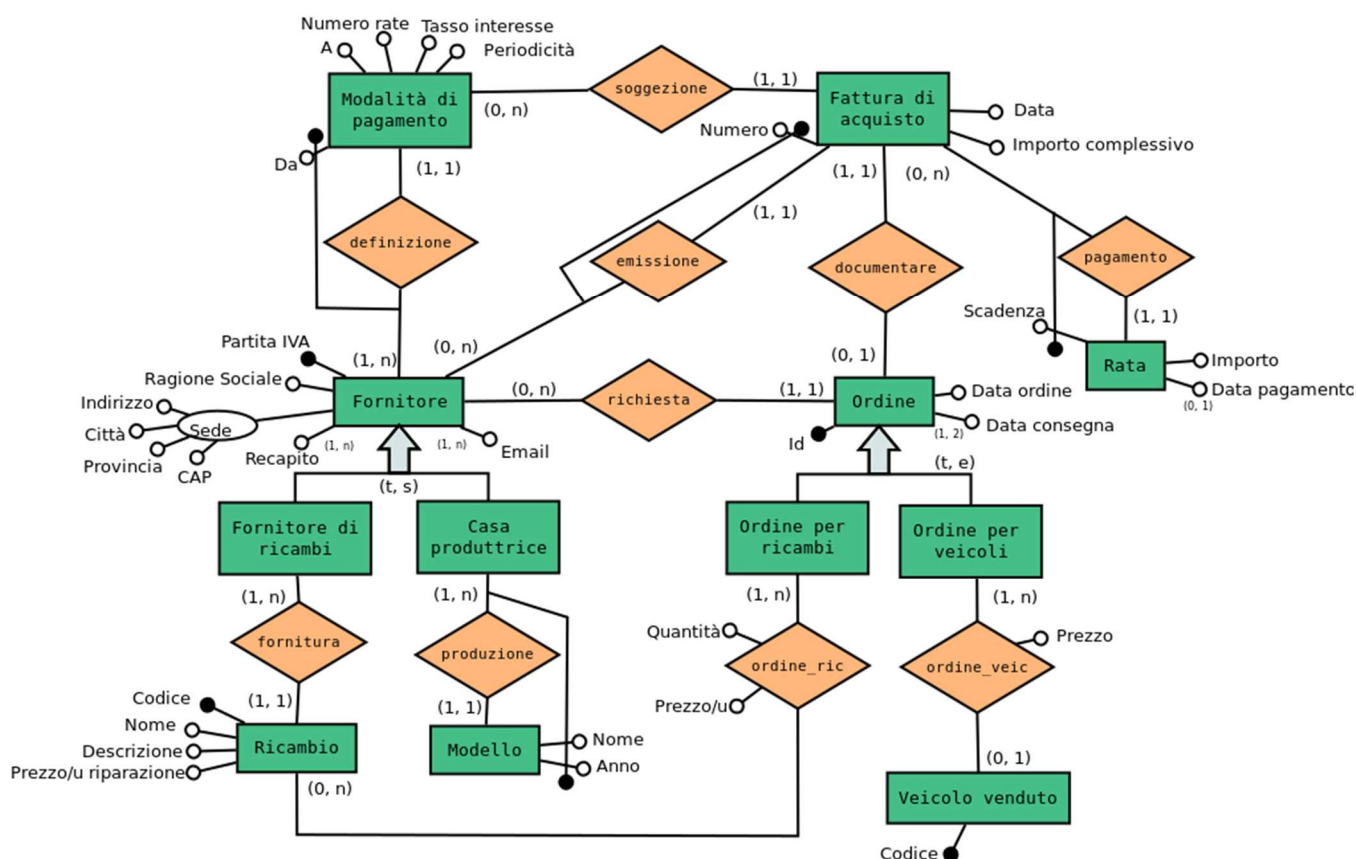 Numero rate
Tasso interesse
A
Periodicità
Modalità di
pagamento
(0, n)
soggezione
(1, 1)
Fattura di
acquisto
Data
Numero
Importo complessivo
Da
(1, 1)
(1, 1)
(0, n)
(1, 1)
definizione
emissione
documentare
pagamento
Scadenza
(1, 1)
Partita IVA
(1, n)
(0, n)
(0, 1)
Rata
Importo
Data pagamento
(0, 1)
Ragione Sociale
Fornitore
(0, n)
richiesta
(1, 1)
Ordine
Data ordine
Data consegna
(1, 2)
Id
Indirizzo
Città
Sede
Provincia
CAP
Recapito
(1, n)
(1, n)
Email
(t, s)
(t, e)
Fornitore di
ricambi
Casa
produttrice
Ordine per
ricambi
Ordine per
veicoli
(1, n)
(1, n)
(1, n)
(1, n)
fornitura
produzione
Quantità
ordine_ric
Prezzo/u
ordine_veic
Prezzo
(1, 1)
(1, 1)
Codice
Nome
Descrizione
Prezzo/u riparazione
Ricambio
(0, n)
Modello
Nome
Anno
(0, 1)
Veicolo venduto
Codice